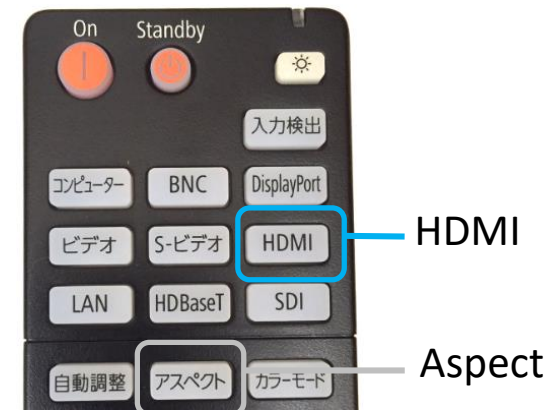 On Standby
入力検出
コンピューター BNC DisplayPort
ビデオ S-ビデオ HDMI
HDMI
LAN HDBaseT SDI
自動調整 アスペクト カラーモード
Aspect